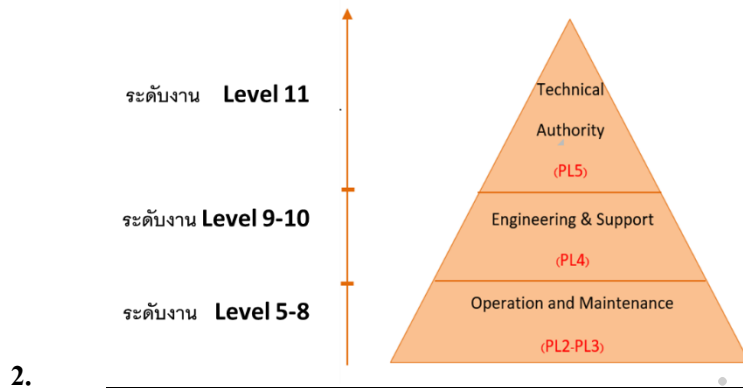 ระดับงาน Level 11
Technical
Authority
(PL5)
ระดับงาน Level 9-10
Engineering & Support
(PL4)
ระดับงาน Level 5-8
Operation and Maintenance
(PL2-PL3)
2.